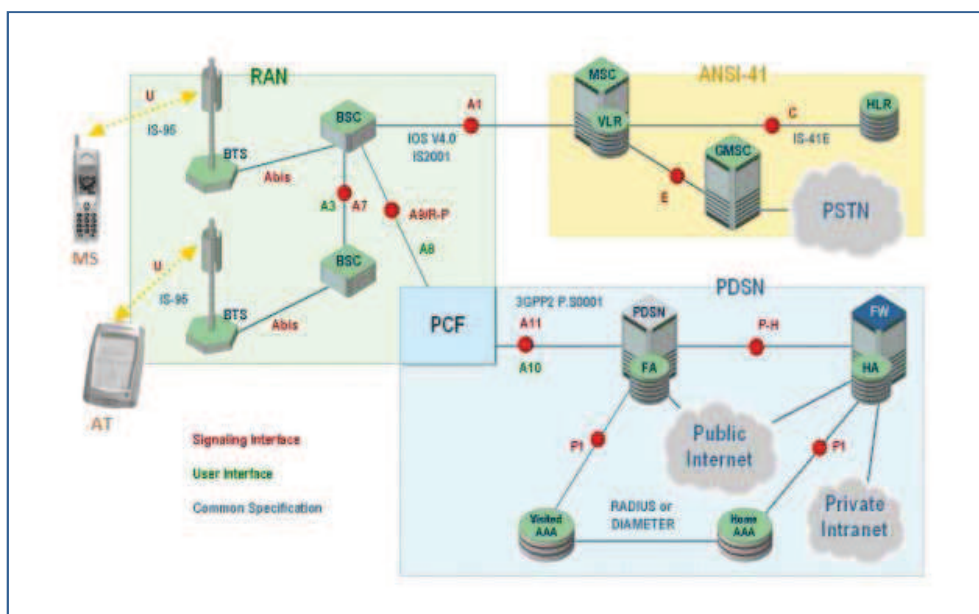 RAN
ANSI-41
MSC
VLR
HLR
A1
C
IS-41E
IOS V4.0
IS2001
U
IS-95
BTS
BSC
Abis
A3 A7
A9/R-P
A8
GMSC
E
PSTN
MS
U
IS-95
BTS
BSC
Abis
AT
PCF
PDSN
3GPP2 P.S0001
A11
A10
PDSN
FA
P-H
FW
HA
Public
Internet
Private
Intranet
P1
P1
Visited
AAA
RADIUS or
DIAMETER
Home
AAA
Signaling Interface
User Interface
Common Specification